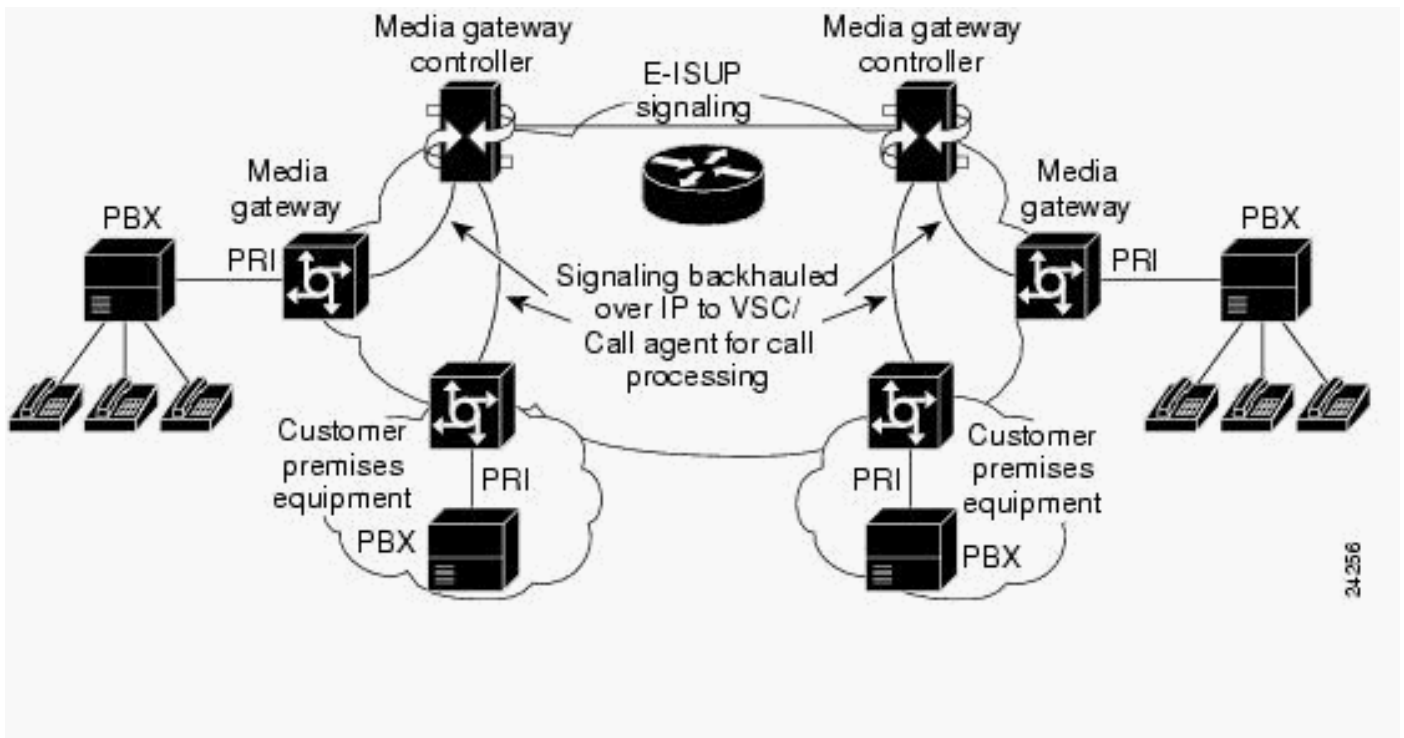 Media gateway
controller
Media gateway
controller
E-ISUP
signaling
Media
gateway
Media
gateway
PBX
PBX
PRI
PRI
Signaling backhauled
over IP to VSC/
Call agent for call
processing
Customer
premises
equipment
Customer
premises
equipment
PRI
PRI
PBX
PBX
24256